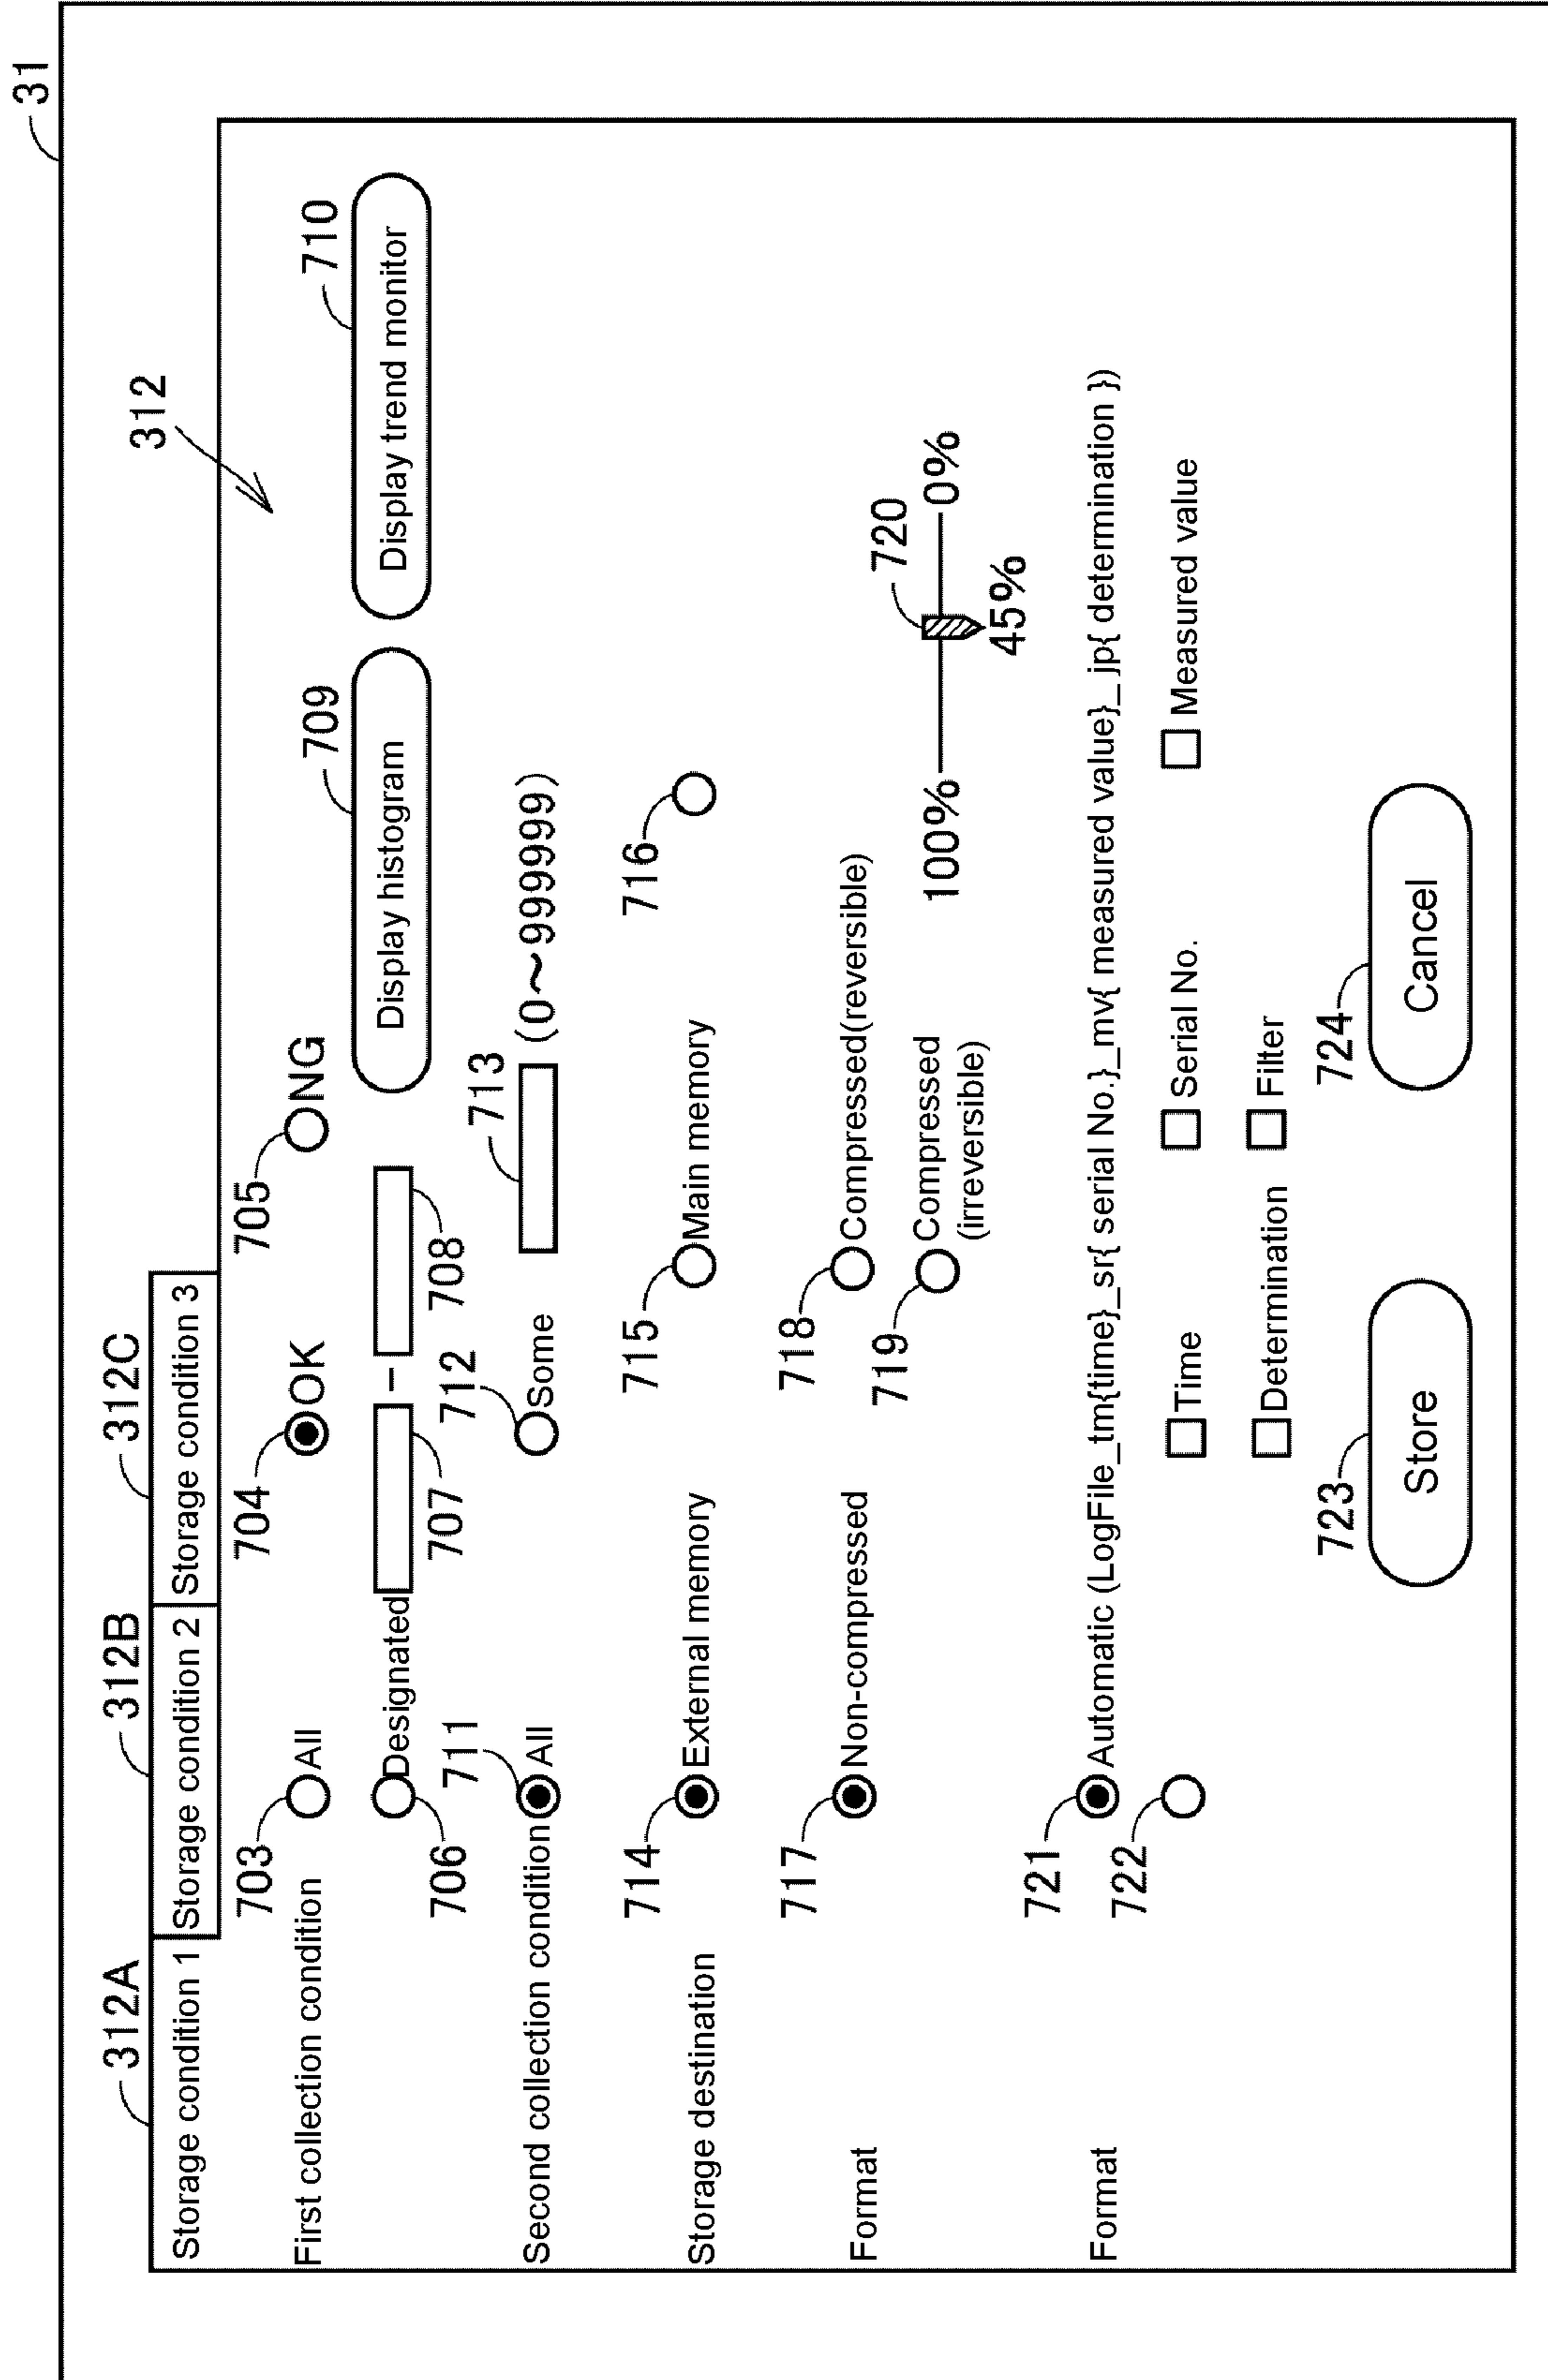 31
312
312A 312B 312C
Storage condition 1 Storage condition 2 Storage condition 3
703 704 705
First collection condition All OK NG
709 710
Designated – Display histogram Display trend monitor
706 707 708
711 712 713
Second collection condition All Some (0~999999)
714 715 716
Storage destination External memory Main memory
717 718
Format Non-compressed Compressed(reversible)
719 720
Compressed 100% 0%
(irreversible) 45%
721
Format Automatic (LogFile_tm{time}_sr{ serial No.}_mv{ measured value}_jp{ determination })
722
Time Serial No. Measured value
Determination Filter
723 724
Store Cancel